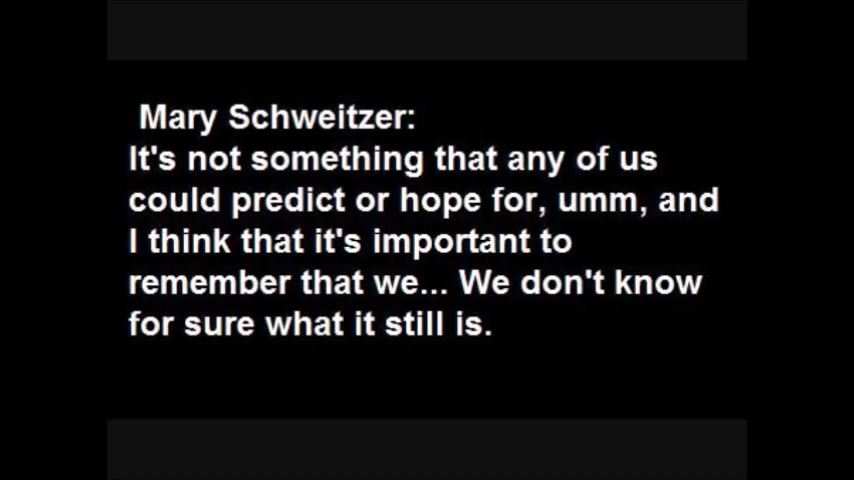 Mary Schweitzer:
It's not something that any of us
could predict or hope for, umm, and
I think that it's important to
remember that we... We don't know
for sure what it still is.